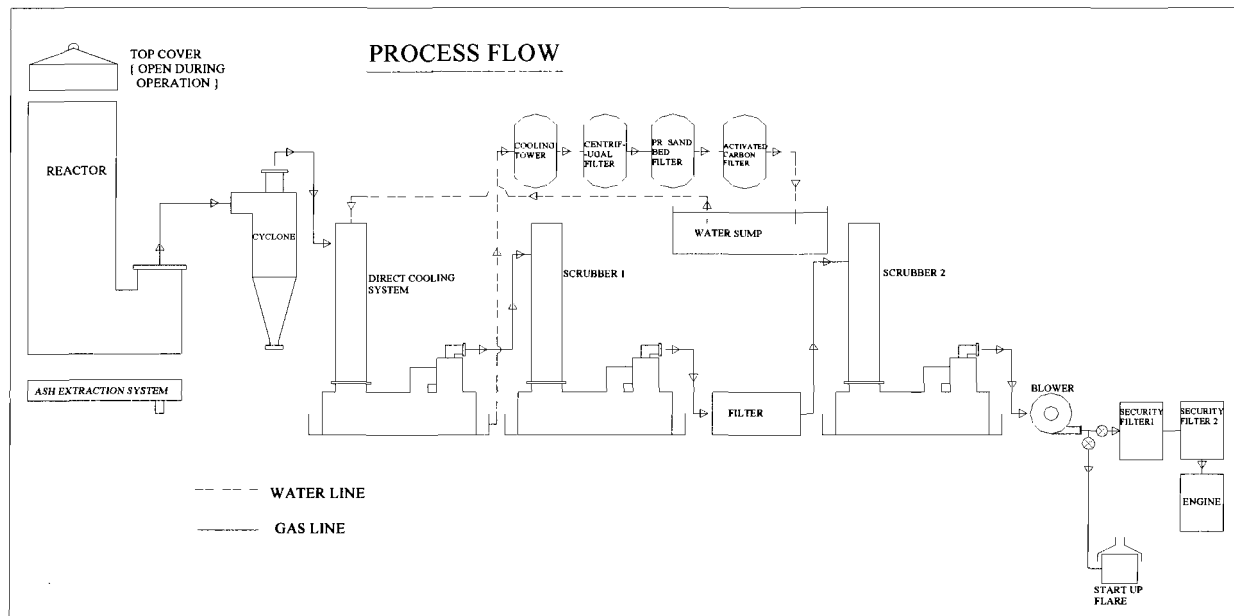 PROCESS FLOW
TOP COVER
{ OPEN DURING
OPERATION }
REACTOR
ASH EXTRACTION SYSTEM
CYCLONE
DIRECT COOLING
SYSTEM
COOLING
TOWER
CENTRIF-
-UGAL
FILTER
PR SAND
BED
FILTER
ACTIVATED
CARBON
FILTER
WATER SUMP
SCRUBBER 1
FILTER
SCRUBBER 2
BLOWER
SECURITY
FILTER1
SECURITY
FILTER 2
ENGINE
START UP
FLARE
WATER LINE
GAS LINE